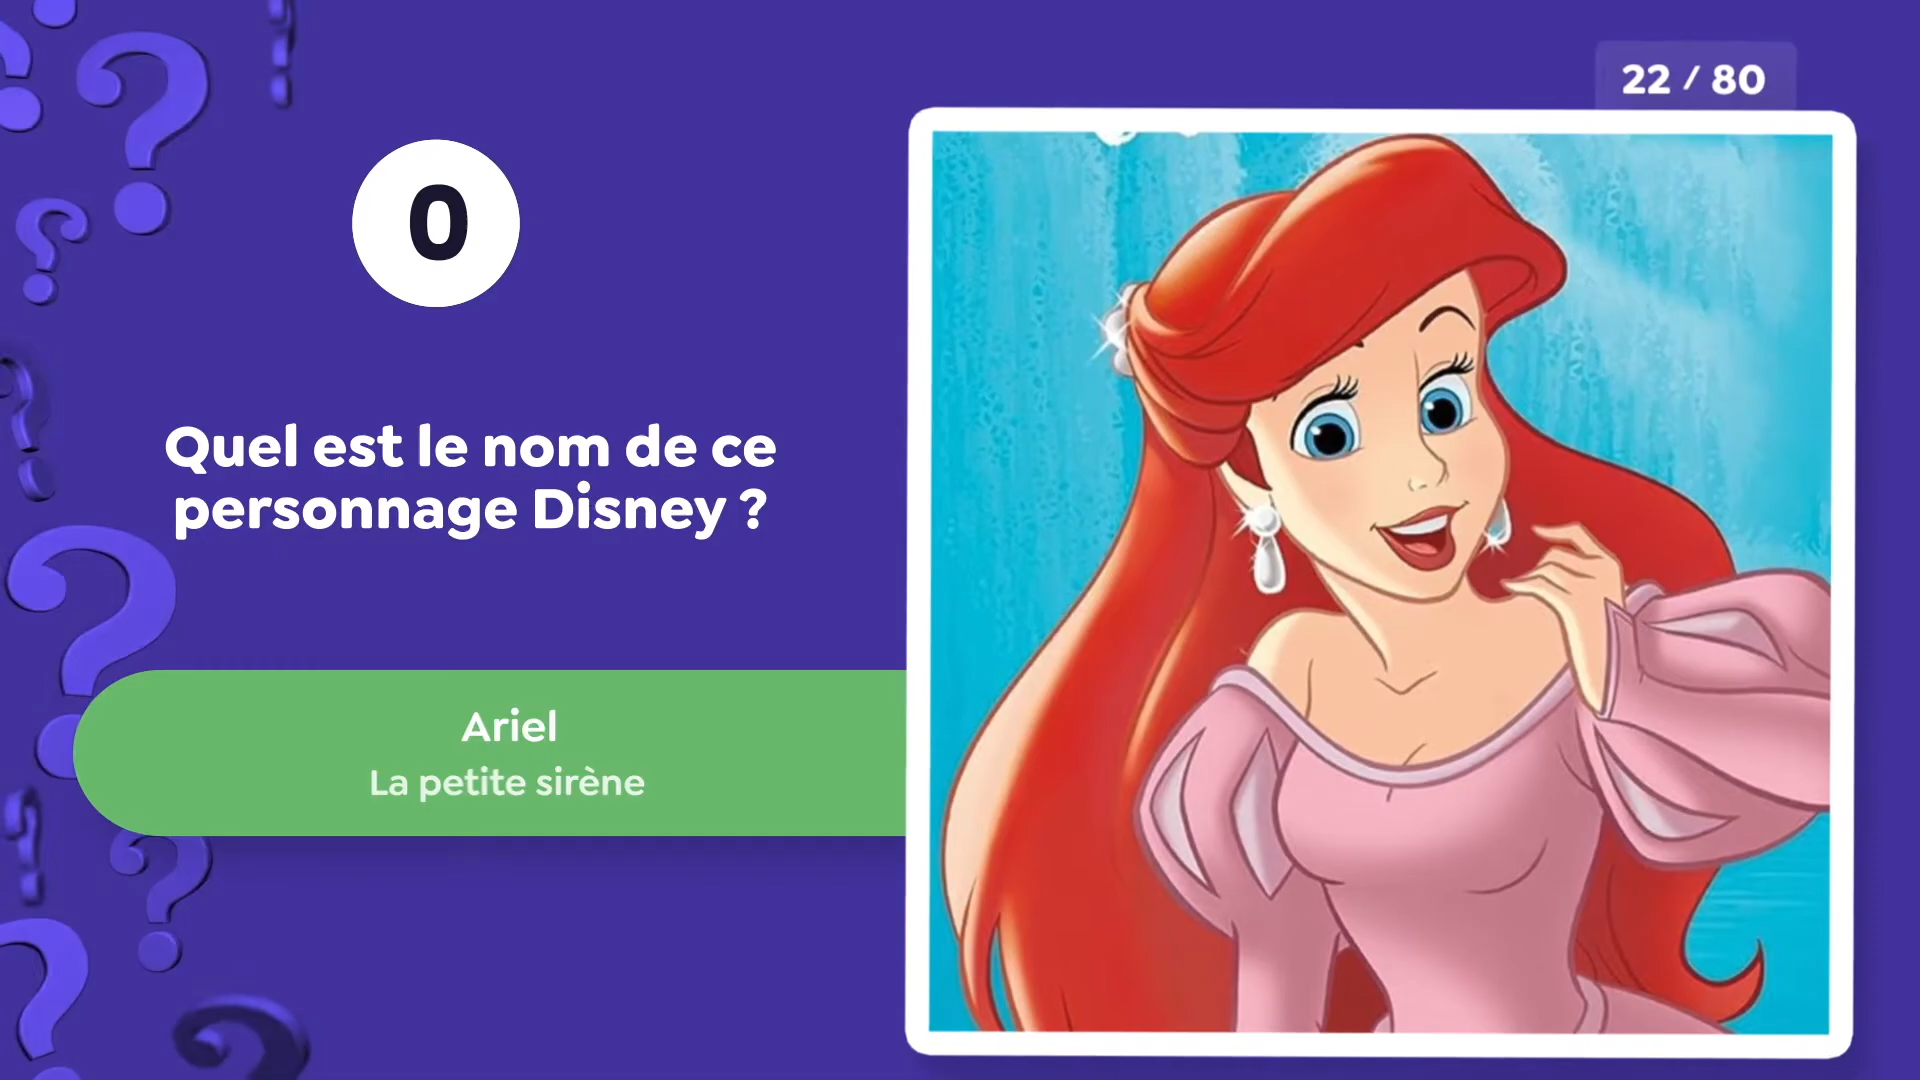 22 / 80
0
Quel est le nom de ce
personnage Disney ?
Ariel
La petite sirène